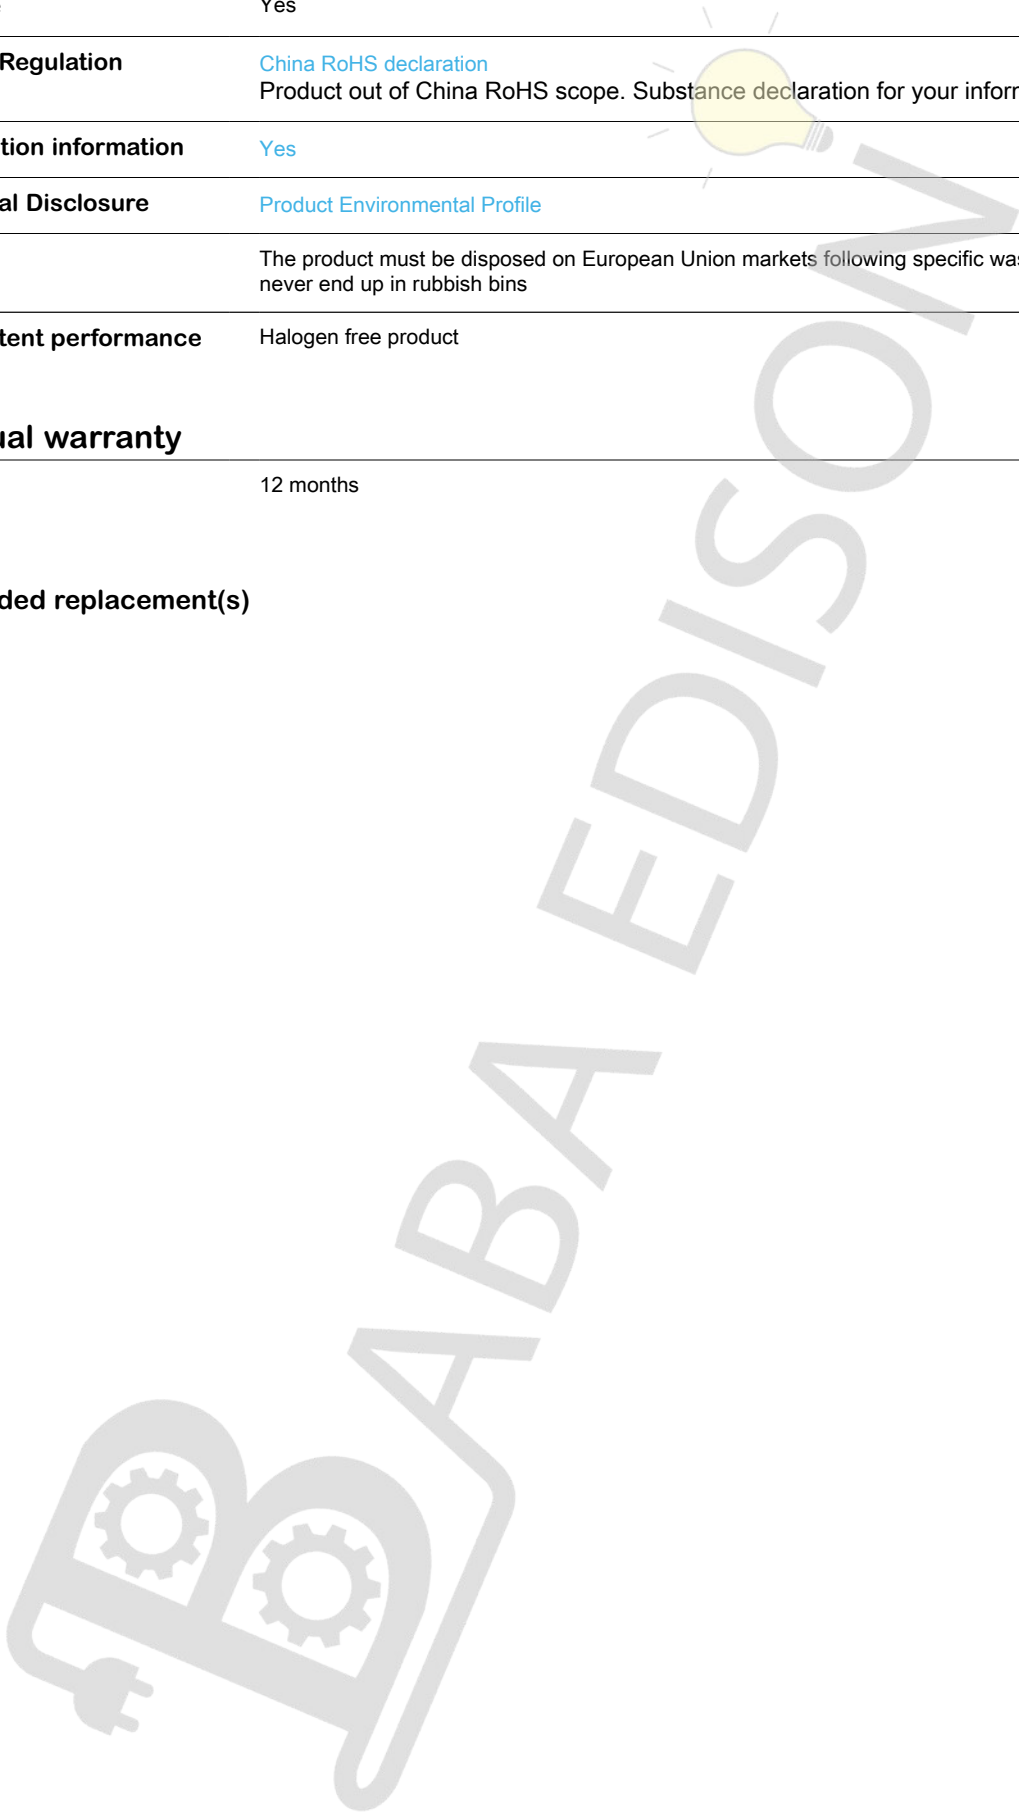 Yes
Regulation
China RoHS declaration
Product out of China RoHS scope. Substance declaration for your inforr
tion information
Yes
al Disclosure
Product Environmental Profile
The product must be disposed on European Union markets following specific was
never end up in rubbish bins
tent performance
Halogen free product
ual warranty
12 months
ded replacement(s)
BABA EDISON